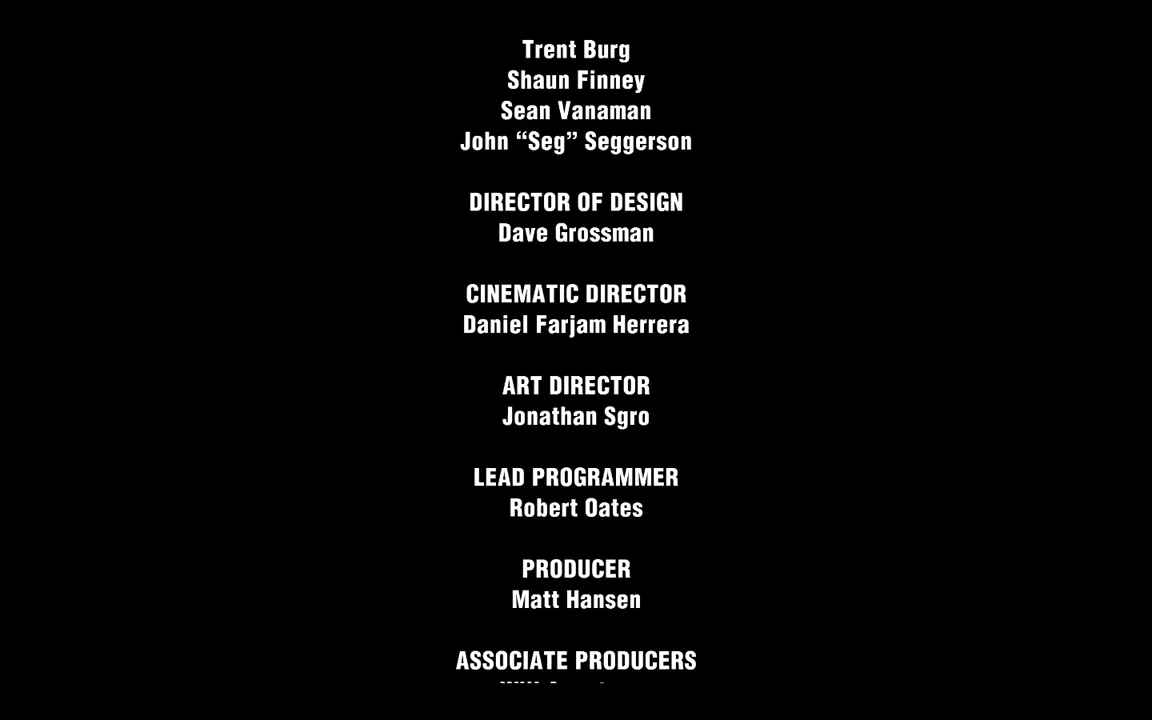 Trent Burg
Shaun Finney
Sean Vanaman
John “Seg” Seggerson
DIRECTOR OF DESIGN
Dave Grossman
CINEMATIC DIRECTOR
Daniel Farjam Herrera
ART DIRECTOR
Jonathan Sgro
LEAD PROGRAMMER
Robert Oates
PRODUCER
Matt Hansen
ASSOCIATE PRODUCERS